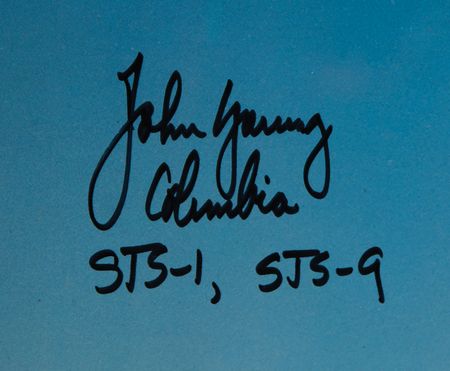 John Young
Columbia
STS-1, STS-9